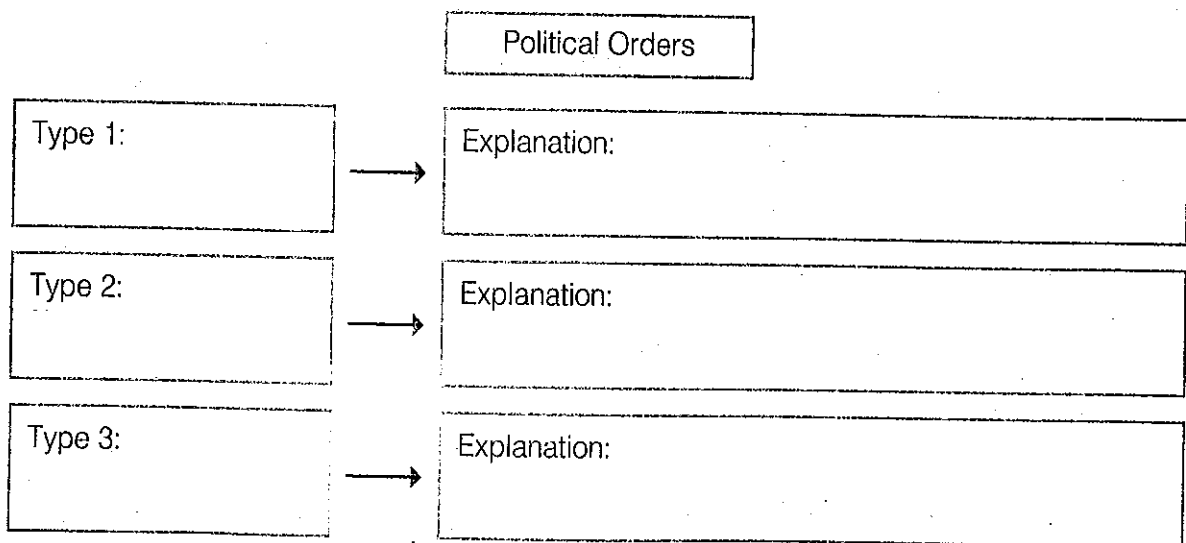 Political Orders
Type 1:
Explanation:
Type 2:
Explanation:
Type 3:
Explanation: